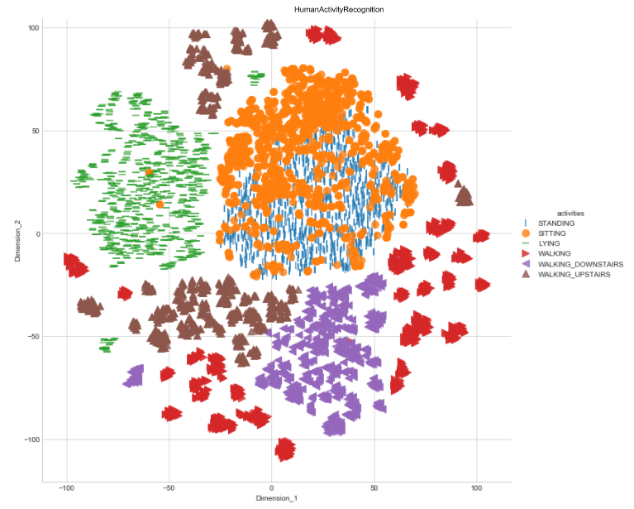 HumanActivityRecognition
100
50
0
−50
−100
Dimension_2
−100
−50
0
50
100
Dimension_1
activities
STANDING
SITTING
LYING
WALKING
WALKING_DOWNSTAIRS
WALKING_UPSTAIRS